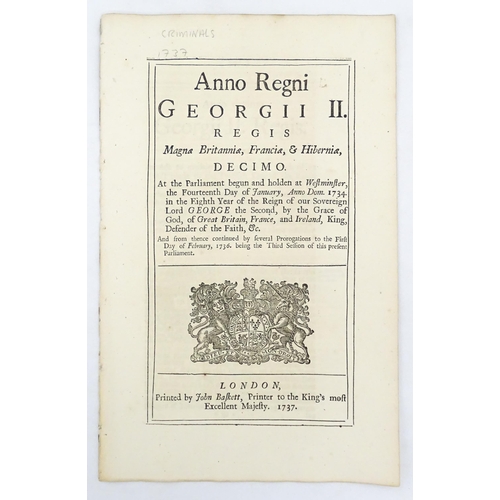 CRIMINALS
1737
Anno Regni
GEORGII II.
REGIS
Magnæ Britanniæ, Franciæ, & Hiberniæ,
DECIMO.
At the Parliament begun and holden at Weſtminſter,
the Fourteenth Day of January, Anno Dom. 1734.
in the Eighth Year of the Reign of our Sovereign
Lord GEORGE the Second, by the Grace of
God, of Great Britain, France, and Ireland, King,
Defender of the Faith, &c.
And from thence continued by ſeveral Prorogations to the Firſt
Day of February, 1736. being the Third Seſſion of this preſent
Parliament.
LONDON,
Printed by John Baſkett, Printer to the King's moſt
Excellent Majeſty. 1737.